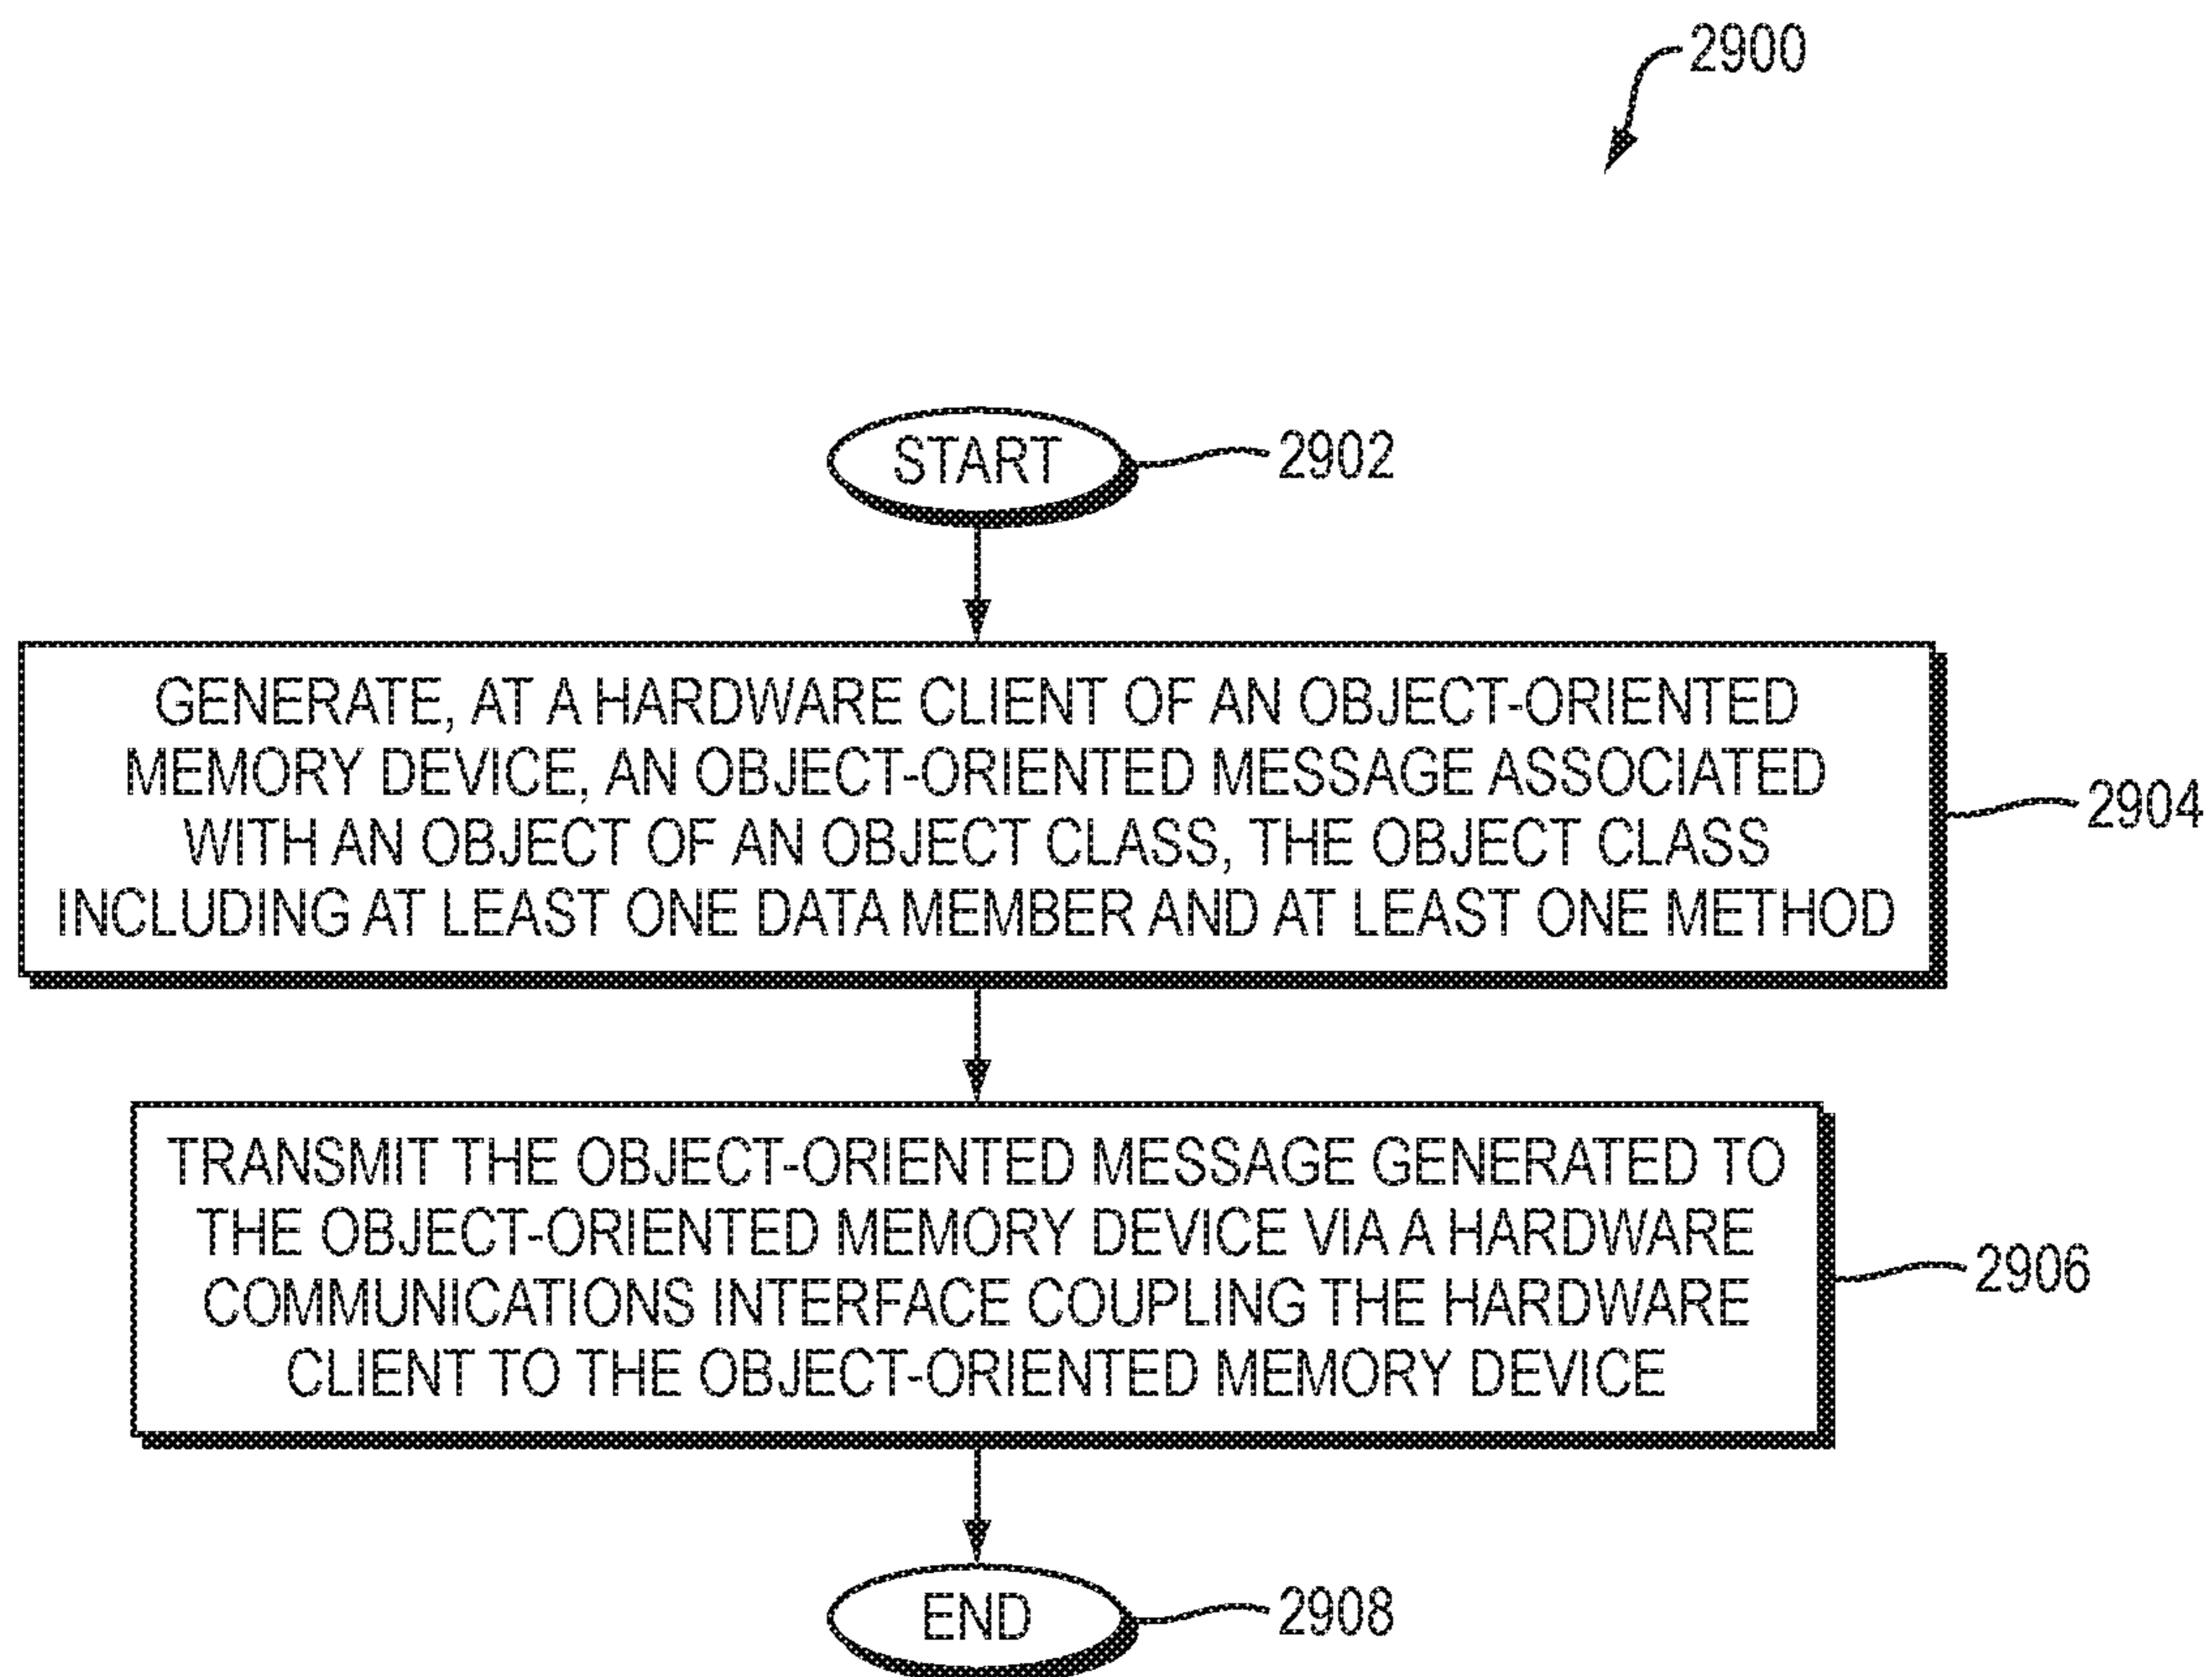 2900
START
2902
GENERATE, AT A HARDWARE CLIENT OF AN OBJECT-ORIENTED
MEMORY DEVICE, AN OBJECT-ORIENTED MESSAGE ASSOCIATED
WITH AN OBJECT OF AN OBJECT CLASS, THE OBJECT CLASS
INCLUDING AT LEAST ONE DATA MEMBER AND AT LEAST ONE METHOD
2904
TRANSMIT THE OBJECT-ORIENTED MESSAGE GENERATED TO
THE OBJECT-ORIENTED MEMORY DEVICE VIA A HARDWARE
COMMUNICATIONS INTERFACE COUPLING THE HARDWARE
CLIENT TO THE OBJECT-ORIENTED MEMORY DEVICE
2906
END
2908